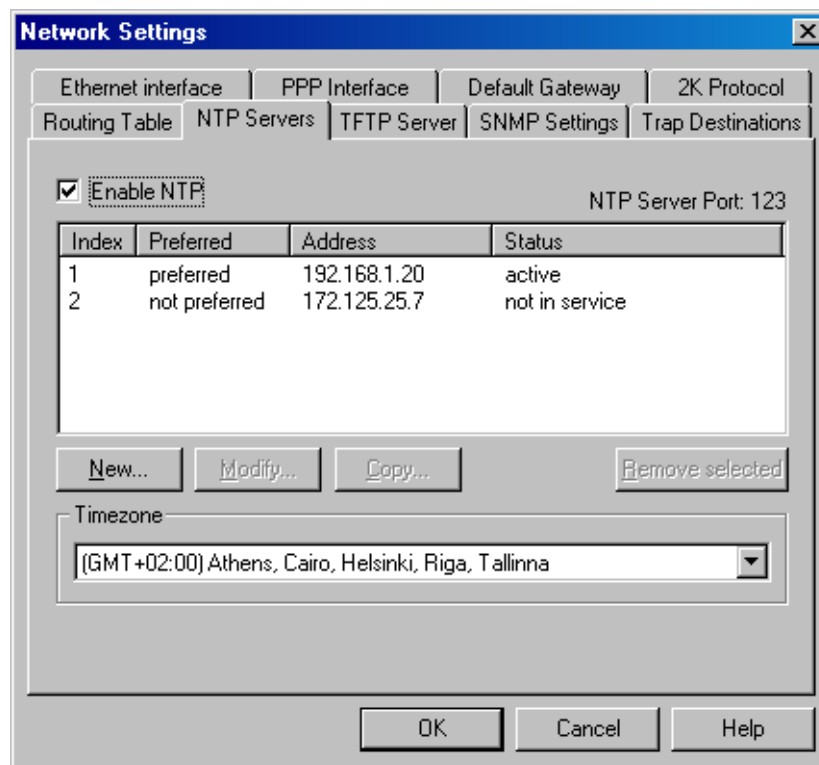 Network Settings
Ethernet interface PPP Interface Default Gateway 2K Protocol
Routing Table NTP Servers TFTP Server SNMP Settings Trap Destinations
Enable NTP
NTP Server Port: 123
Index Preferred Address Status
1 preferred 192.168.1.20 active
2 not preferred 172.125.25.7 not in service
New... Modify... Copy... Remove selected
Timezone
(GMT+02:00) Athens, Cairo, Helsinki, Riga, Tallinna
OK Cancel Help